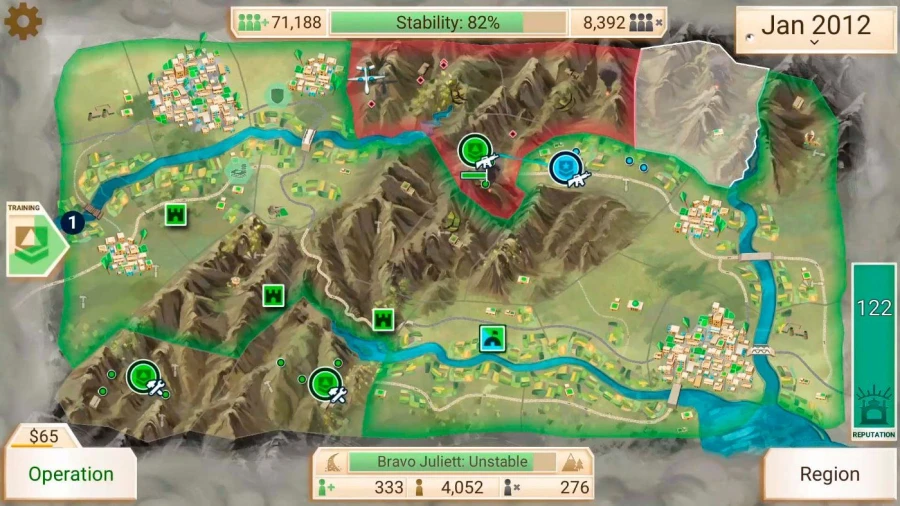 71,188
Stability: 82%
8,392
Jan 2012
TRAINING
1
122
REPUTATION
$65
Operation
Bravo Juliett: Unstable
333
4,052
276
Region